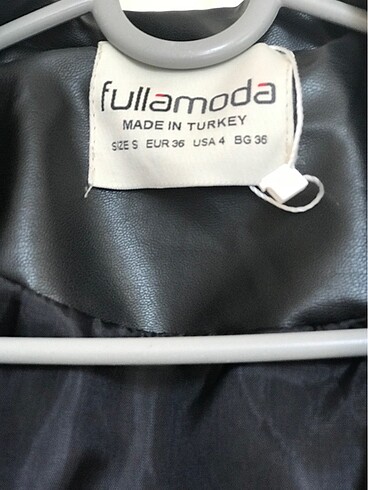 fullamoda
MADE IN TURKEY
SIZE S EUR 36 USA 4 BG 36